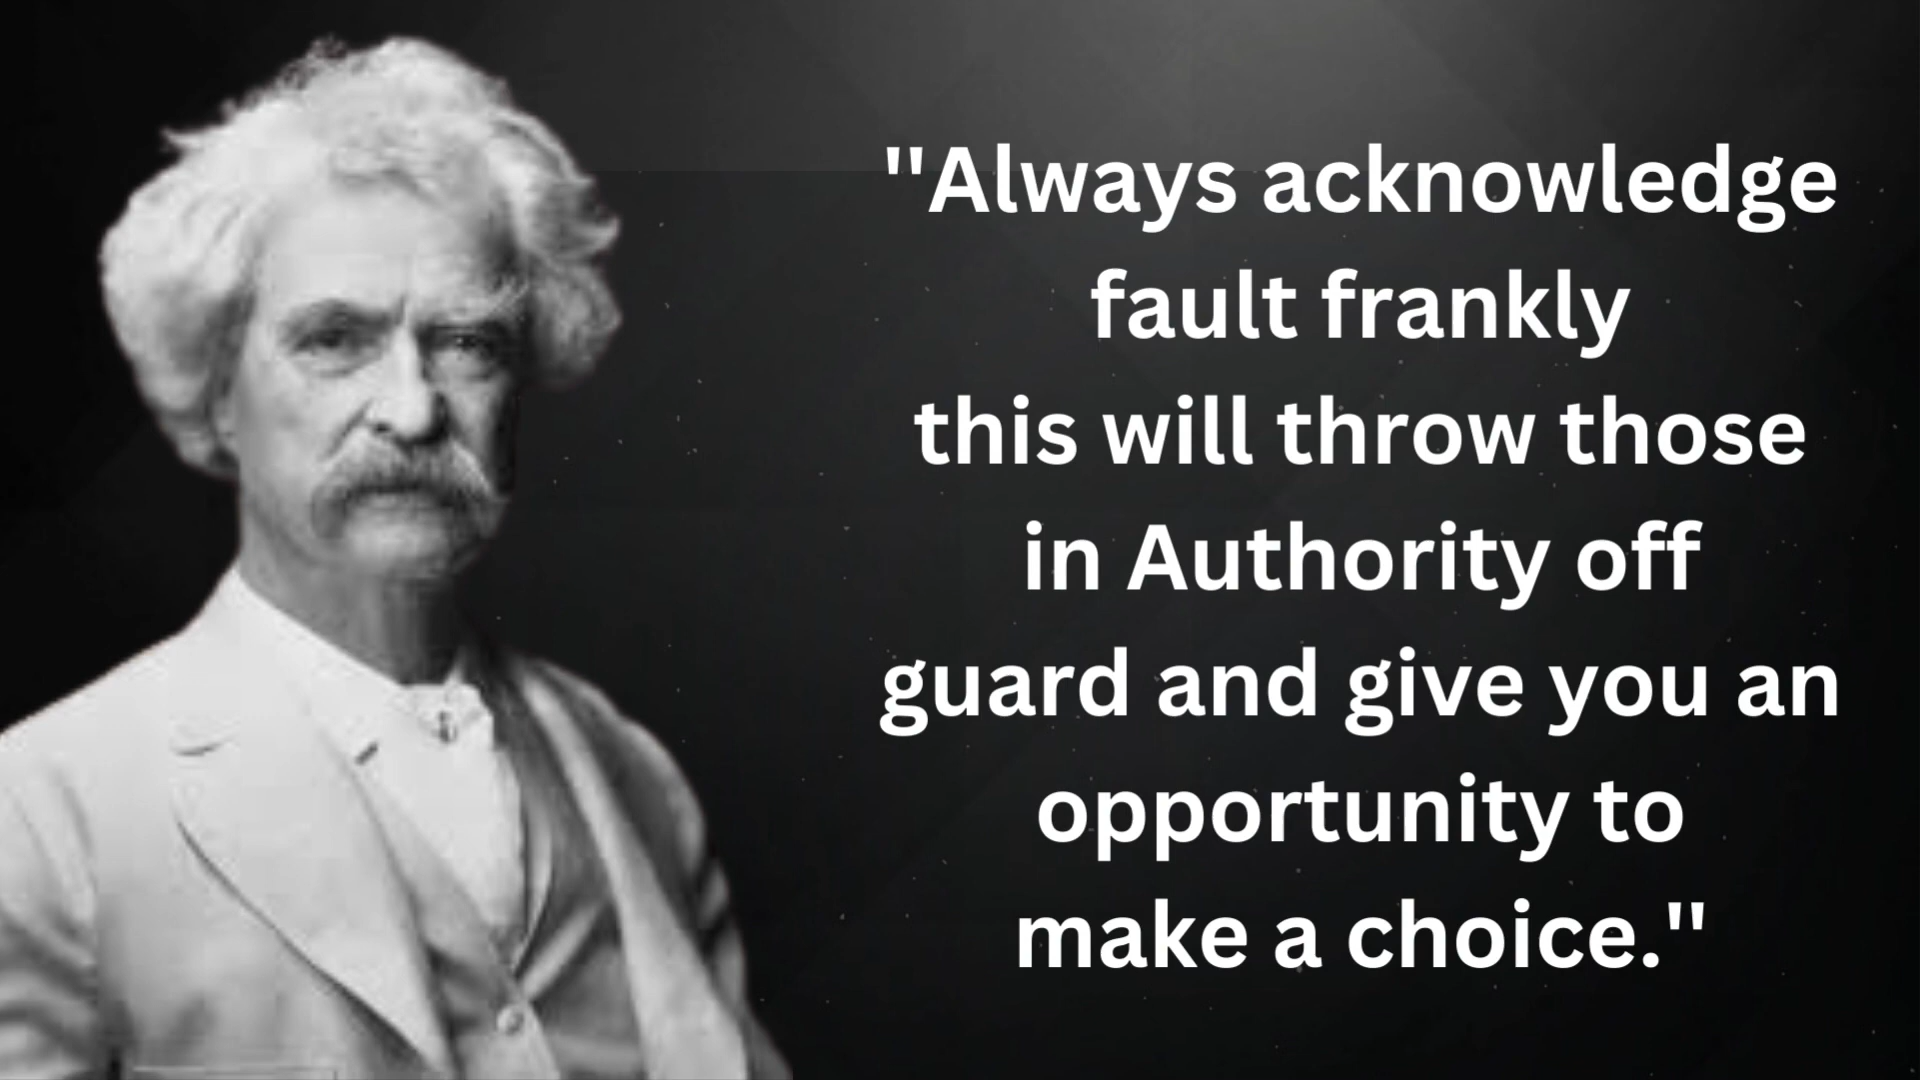 "Always acknowledge
fault frankly
this will throw those
in Authority off
guard and give you an
opportunity to
make a choice."